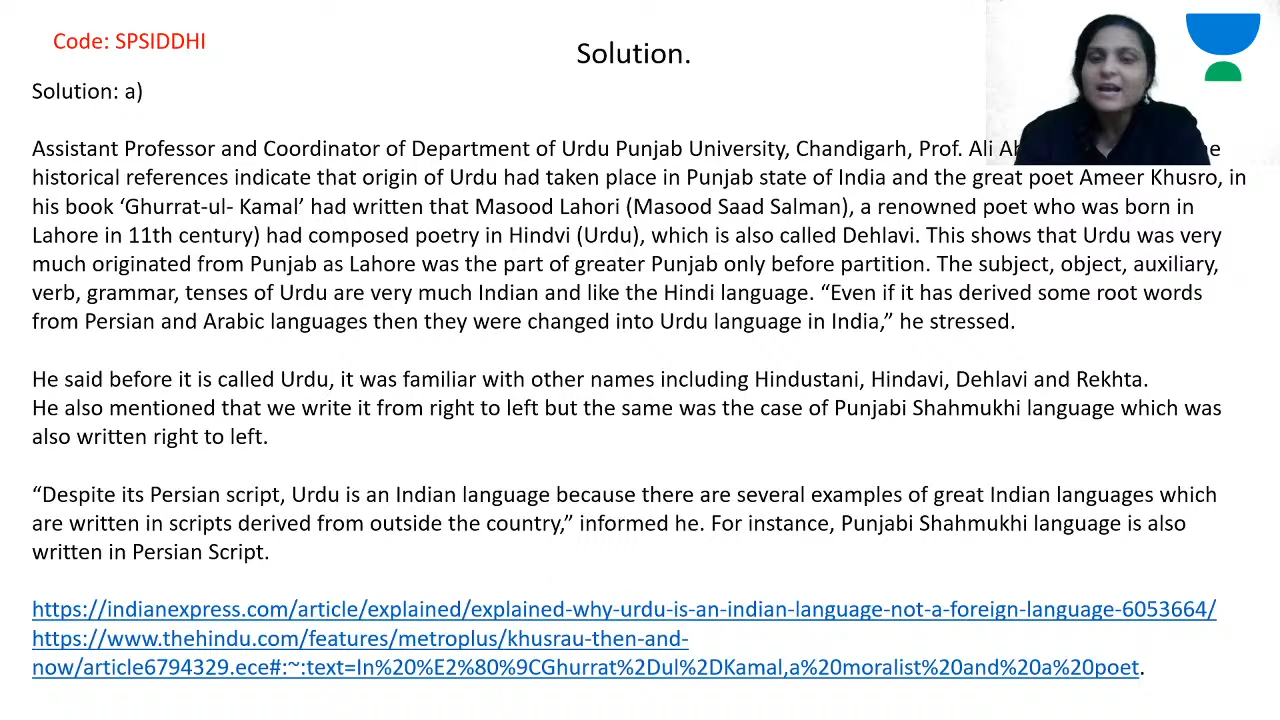 Code: SPSIDDHI
Solution.
Solution: a)
Assistant Professor and Coordinator of Department of Urdu Punjab University, Chandigarh, Prof. Ali
historical references indicate that origin of Urdu had taken place in Punjab state of India and the great poet Ameer Khusro, in
his book ‘Ghurrat-ul- Kamal’ had written that Masood Lahori (Masood Saad Salman), a renowned poet who was born in
Lahore in 11th century) had composed poetry in Hindvi (Urdu), which is also called Dehlavi. This shows that Urdu was very
much originated from Punjab as Lahore was the part of greater Punjab only before partition. The subject, object, auxiliary,
verb, grammar, tenses of Urdu are very much Indian and like the Hindi language. “Even if it has derived some root words
from Persian and Arabic languages then they were changed into Urdu language in India,” he stressed.
He said before it is called Urdu, it was familiar with other names including Hindustani, Hindavi, Dehlavi and Rekhta.
He also mentioned that we write it from right to left but the same was the case of Punjabi Shahmukhi language which was
also written right to left.
“Despite its Persian script, Urdu is an Indian language because there are several examples of great Indian languages which
are written in scripts derived from outside the country,” informed he. For instance, Punjabi Shahmukhi language is also
written in Persian Script.
https://indianexpress.com/article/explained/explained-why-urdu-is-an-indian-language-not-a-foreign-language-6053664/
https://www.thehindu.com/features/metroplus/khusrau-then-and-
now/article6794329.ece#:~:text=In%20%E2%80%9CGhurrat%2Dul%2DKamal,a%20moralist%20and%20a%20poet.